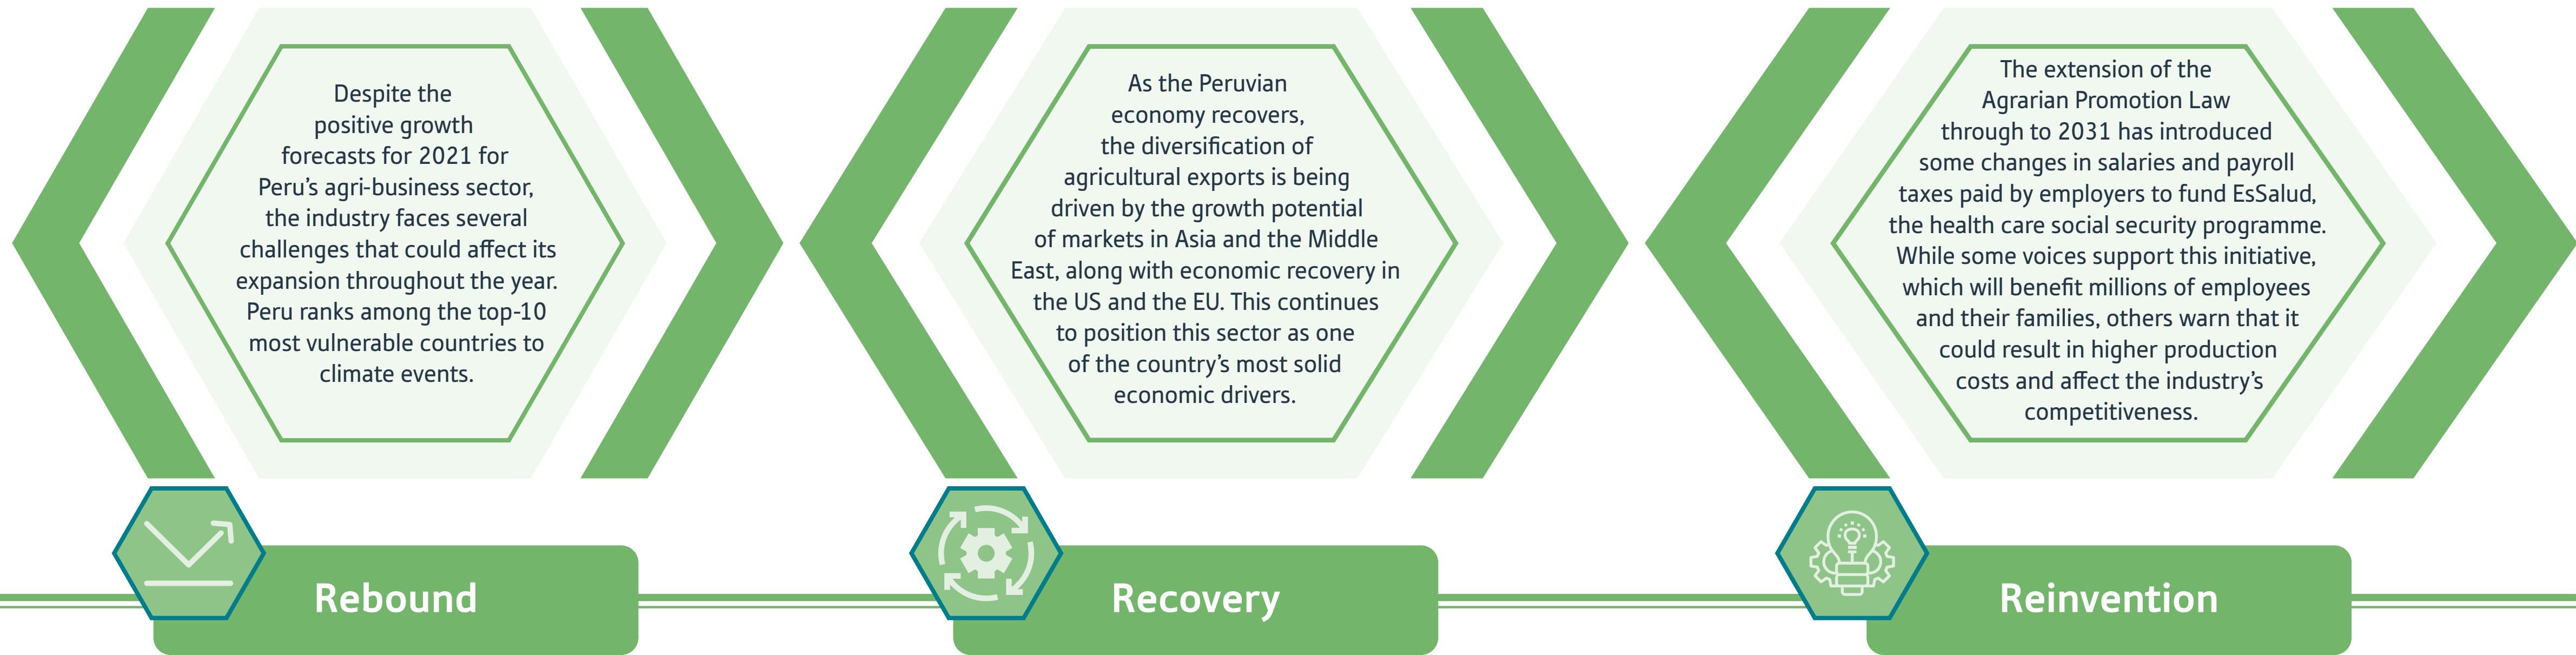 Despite the
positive growth
forecasts for 2021 for
Peru’s agri-business sector,
the industry faces several
challenges that could affect its
expansion throughout the year.
Peru ranks among the top-10
most vulnerable countries to
climate events.
Rebound
As the Peruvian
economy recovers,
the diversification of
agricultural exports is being
driven by the growth potential
of markets in Asia and the Middle
East, along with economic recovery in
the US and the EU. This continues
to position this sector as one
of the country’s most solid
economic drivers.
Recovery
The extension of the
Agrarian Promotion Law
through to 2031 has introduced
some changes in salaries and payroll
taxes paid by employers to fund EsSalud,
the health care social security programme.
While some voices support this initiative,
which will benefit millions of employees
and their families, others warn that it
could result in higher production
costs and affect the industry’s
competitiveness.
Reinvention